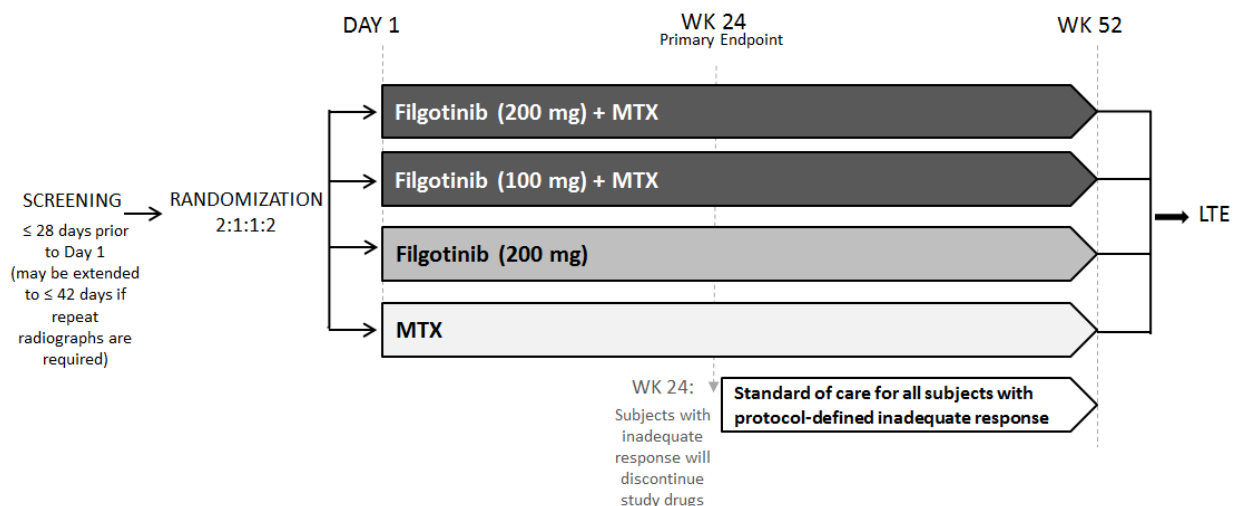 DAY 1
WK 24
Primary Endpoint
WK 52
Filgotinib (200 mg) + MTX
Filgotinib (100 mg) + MTX
Filgotinib (200 mg)
MTX
SCREENING
≤ 28 days prior
to Day 1
(may be extended
to ≤ 42 days if
repeat
radiographs are
required)
RANDOMIZATION
2:1:1:2
LTE
WK 24:
Subjects with
inadequate
response will
discontinue
study drugs
Standard of care for all subjects with
protocol-defined inadequate response